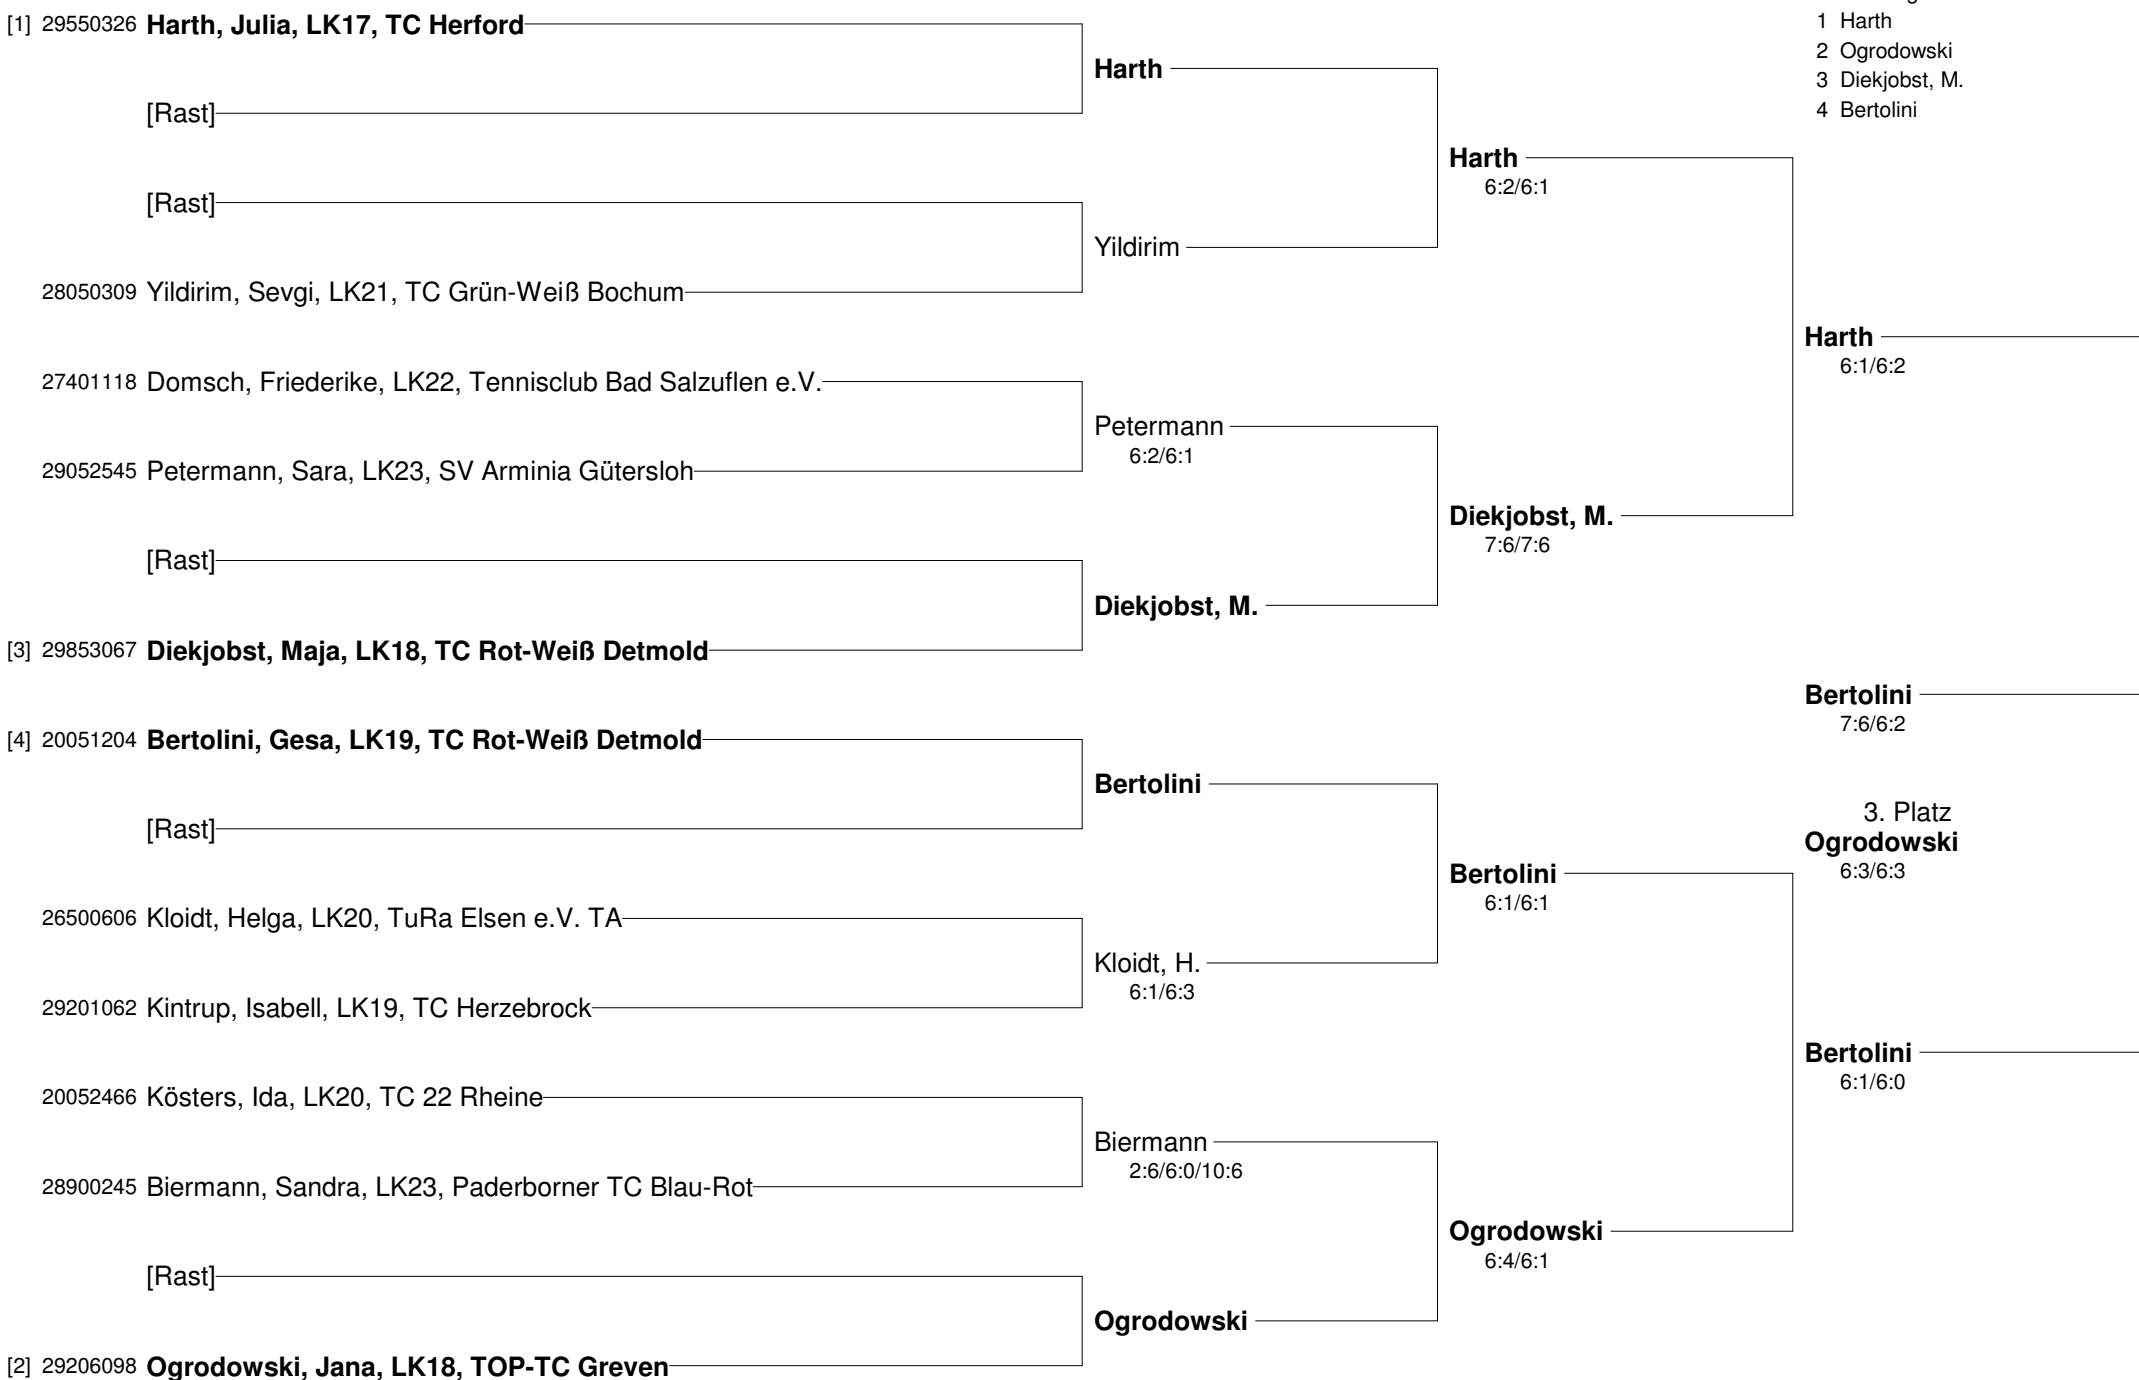 [1] 29550326 Harth, Julia, LK17, TC Herford
[Rast]
[Rast]
28050309 Yildirim, Sevgi, LK21, TC Grün-Weiß Bochum
27401118 Domsch, Friederike, LK22, Tennisclub Bad Salzuflen e.V.
29052545 Petermann, Sara, LK23, SV Arminia Gütersloh
[Rast]
[3] 29853067 Diekjobst, Maja, LK18, TC Rot-Weiß Detmold
[4] 20051204 Bertolini, Gesa, LK19, TC Rot-Weiß Detmold
[Rast]
26500606 Kloidt, Helga, LK20, TuRa Elsen e.V. TA
29201062 Kintrup, Isabell, LK19, TC Herzebrock
20052466 Kösters, Ida, LK20, TC 22 Rheine
28900245 Biermann, Sandra, LK23, Paderborner TC Blau-Rot
[Rast]
[2] 29206098 Ogrodowski, Jana, LK18, TOP-TC Greven
Harth
Yildirim
Petermann
6:2/6:1
Diekjobst, M.
Bertolini
Kloidt, H.
6:1/6:3
Biermann
2:6/6:0/10:6
Ogrodowski
Harth
6:2/6:1
Diekjobst, M.
7:6/7:6
Bertolini
6:1/6:1
Ogrodowski
6:4/6:1
1 Harth
2 Ogrodowski
3 Diekjobst, M.
4 Bertolini
Harth
6:1/6:2
Bertolini
7:6/6:2
3. Platz
Ogrodowski
6:3/6:3
Bertolini
6:1/6:0